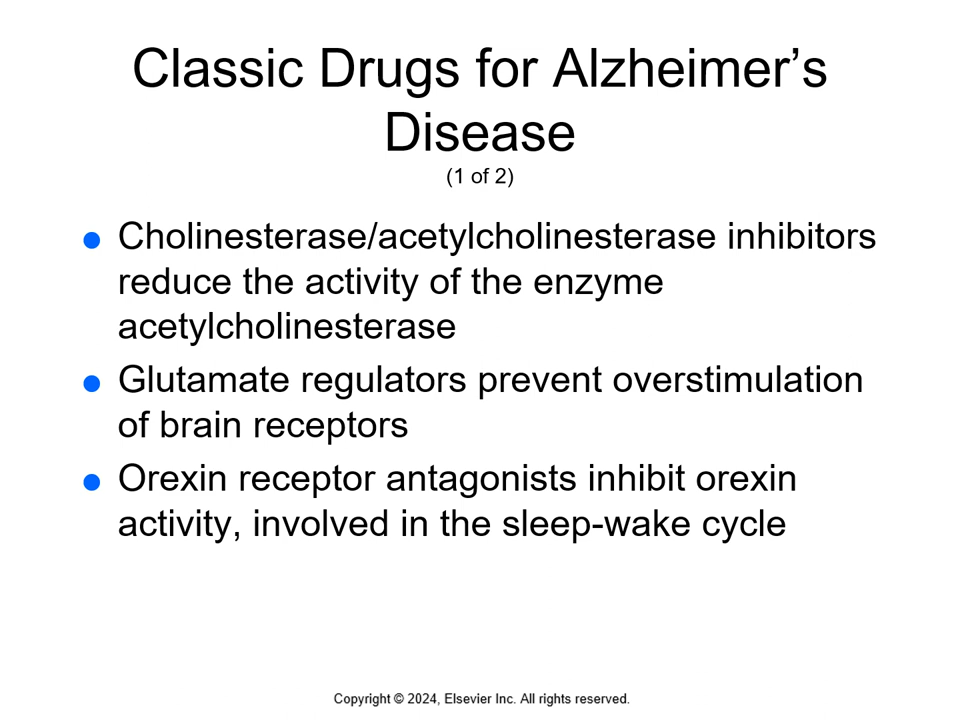 Classic Drugs for Alzheimer’s
Disease
(1 of 2)
Cholinesterase/acetylcholinesterase inhibitors
reduce the activity of the enzyme
acetylcholinesterase
Glutamate regulators prevent overstimulation
of brain receptors
Orexin receptor antagonists inhibit orexin
activity, involved in the sleep-wake cycle
Copyright © 2024, Elsevier Inc. All rights reserved.